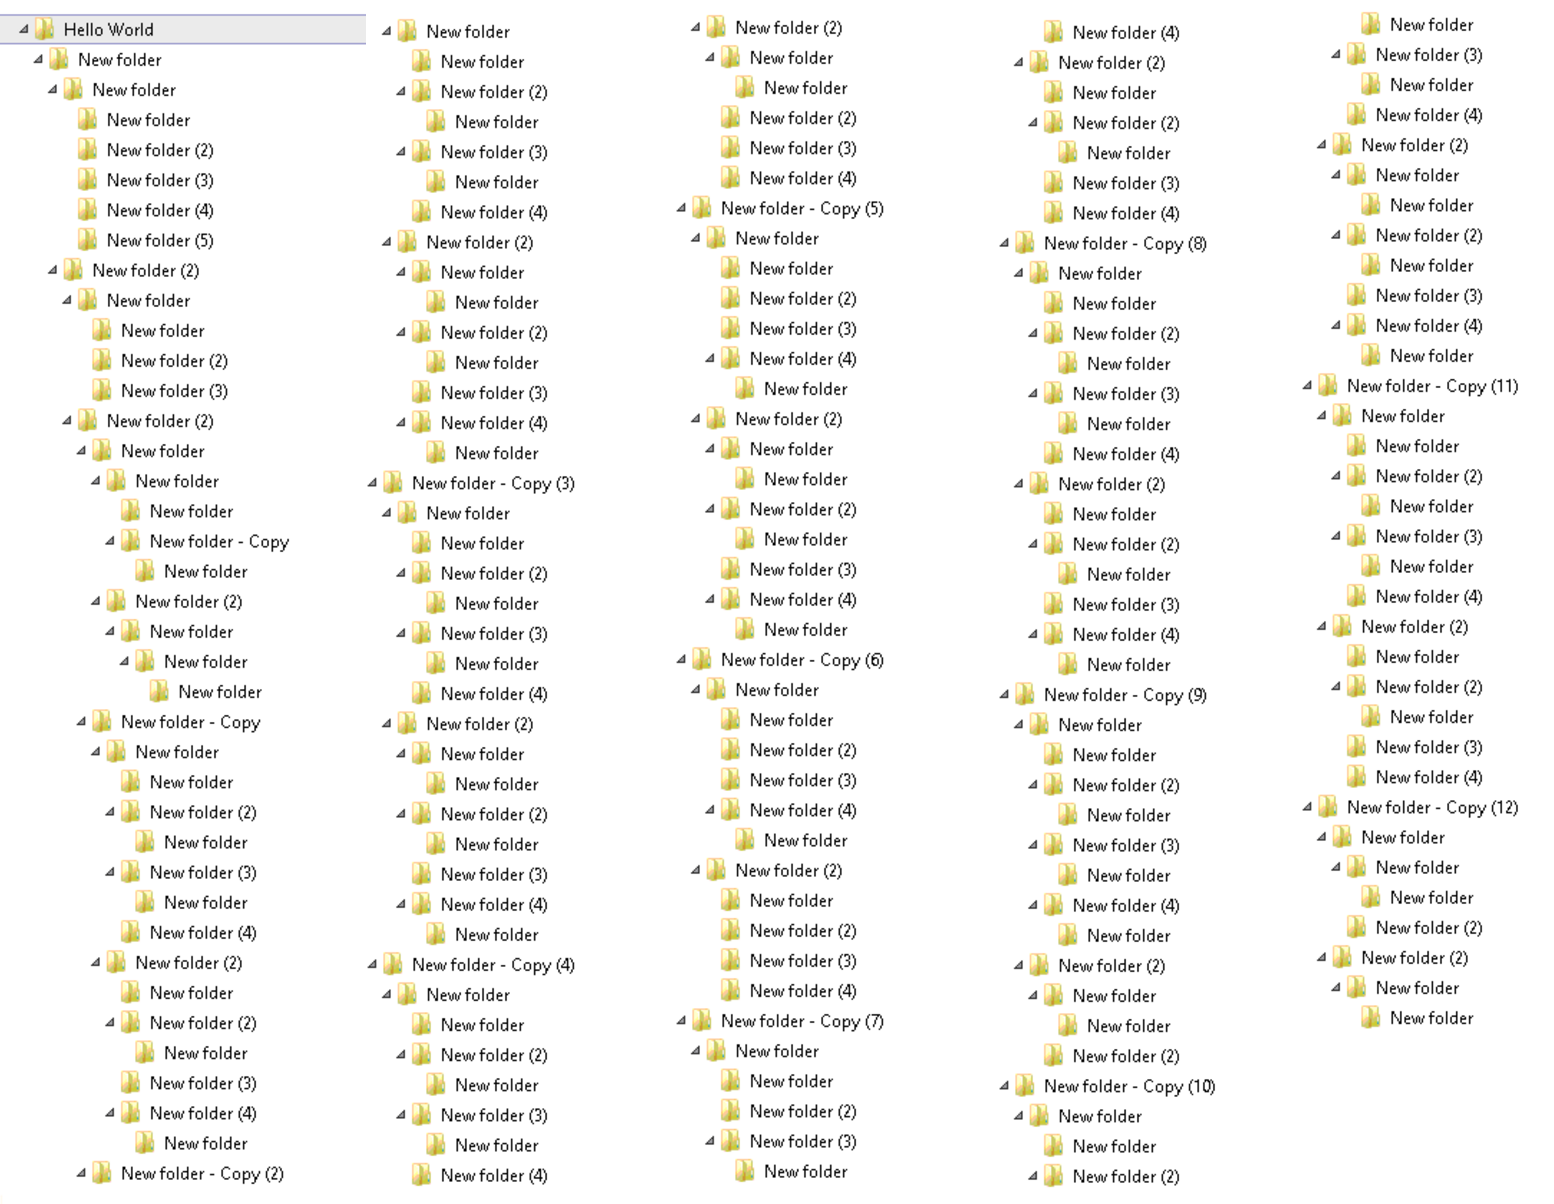 Hello World
New folder
New folder
New folder
New folder (2)
New folder (3)
New folder (4)
New folder (5)
New folder (2)
New folder
New folder
New folder (2)
New folder (3)
New folder (2)
New folder
New folder
New folder
New folder - Copy
New folder
New folder (2)
New folder
New folder
New folder
New folder - Copy
New folder
New folder
New folder (2)
New folder
New folder (3)
New folder
New folder (4)
New folder (2)
New folder
New folder (2)
New folder
New folder (3)
New folder (4)
New folder
New folder - Copy (2)
New folder
New folder
New folder (2)
New folder
New folder (3)
New folder
New folder (4)
New folder (2)
New folder
New folder
New folder (2)
New folder
New folder (3)
New folder (4)
New folder
New folder - Copy (3)
New folder
New folder
New folder (2)
New folder
New folder (3)
New folder
New folder (4)
New folder (2)
New folder
New folder
New folder (2)
New folder
New folder (3)
New folder (4)
New folder
New folder - Copy (4)
New folder
New folder
New folder (2)
New folder
New folder (3)
New folder
New folder (4)
New folder (2)
New folder
New folder
New folder (2)
New folder (3)
New folder (4)
New folder - Copy (5)
New folder
New folder
New folder (2)
New folder (3)
New folder (4)
New folder
New folder (2)
New folder
New folder
New folder (2)
New folder
New folder (3)
New folder (4)
New folder
New folder - Copy (6)
New folder
New folder
New folder (2)
New folder (3)
New folder (4)
New folder
New folder (2)
New folder
New folder (2)
New folder (3)
New folder (4)
New folder - Copy (7)
New folder
New folder
New folder (2)
New folder (3)
New folder
New folder (4)
New folder (2)
New folder
New folder (2)
New folder
New folder (3)
New folder (4)
New folder - Copy (8)
New folder
New folder
New folder (2)
New folder
New folder (3)
New folder
New folder (4)
New folder (2)
New folder
New folder (2)
New folder
New folder (3)
New folder (4)
New folder
New folder - Copy (9)
New folder
New folder
New folder (2)
New folder
New folder (3)
New folder
New folder (4)
New folder
New folder (2)
New folder
New folder
New folder (2)
New folder - Copy (10)
New folder
New folder
New folder (2)
New folder
New folder (3)
New folder
New folder (4)
New folder (2)
New folder
New folder
New folder (2)
New folder
New folder (3)
New folder (4)
New folder
New folder - Copy (11)
New folder
New folder
New folder (2)
New folder
New folder (3)
New folder
New folder (4)
New folder (2)
New folder
New folder (2)
New folder
New folder (3)
New folder (4)
New folder - Copy (12)
New folder
New folder
New folder
New folder (2)
New folder (2)
New folder
New folder